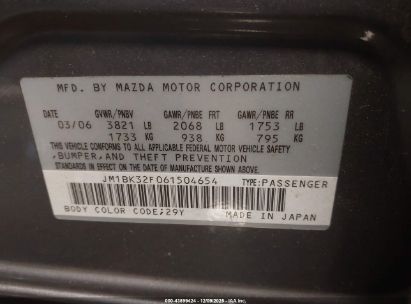 MFD. BY MAZDA MOTOR CORPORATION
DATE GVWR/PNBV GAWR/PNBE FRT GAWR/PNBE RR
03/06 3821 LB 2068 LB 1753 LB
1733 KG 938 KG 795 KG
THIS VEHICLE CONFORMS TO ALL APPLICABLE FEDERAL MOTOR VEHICLE SAFETY
,BUMPER,AND THEFT PREVENTION
STANDARDS IN EFFECT ON THE DATE OF MANUFACTURE SHOWN ABOVE.
JM1BK32F061504654 TYPE:PASSENGER
BODY COLOR CODE;29Y MADE IN JAPAN